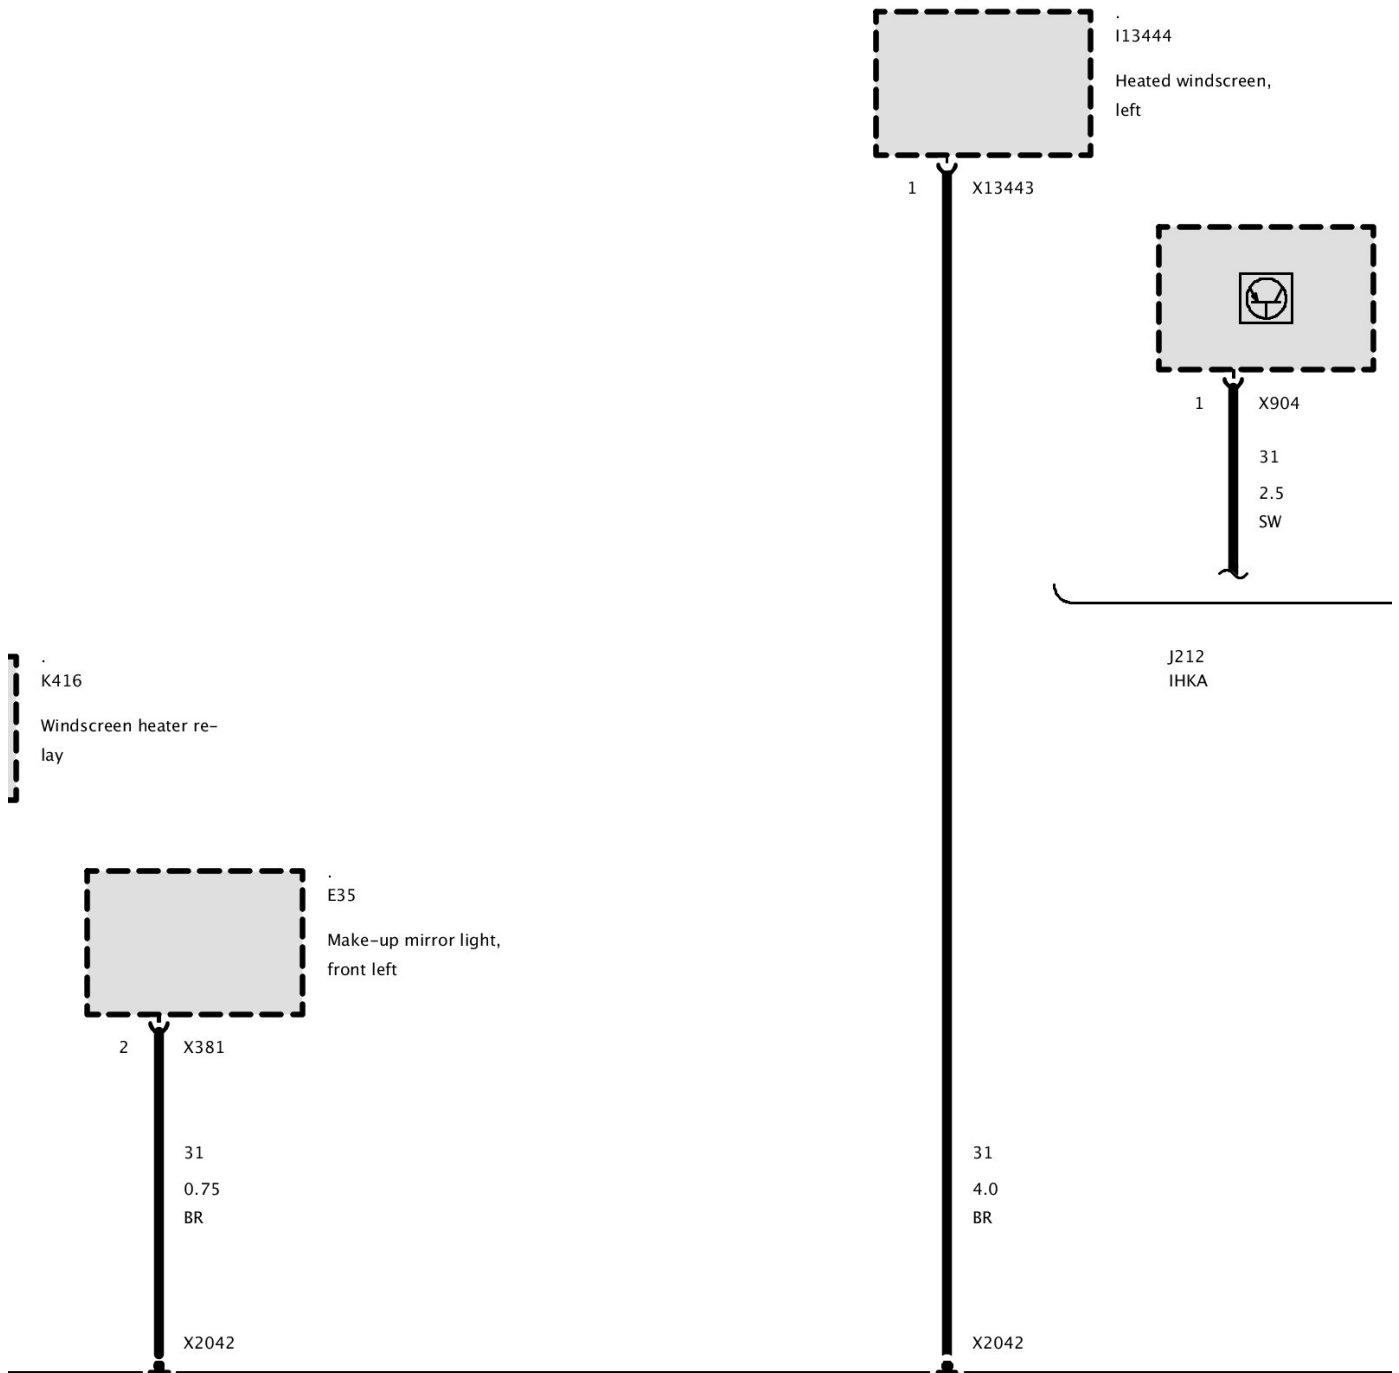 .
I13444
Heated windscreen,
left
1
X13443
1
X904
31
2.5
SW
J212
IHKA
.
K416
Windscreen heater re-
lay
.
E35
Make-up mirror light,
front left
2
X381
31
0.75
BR
31
4.0
BR
X2042
X2042